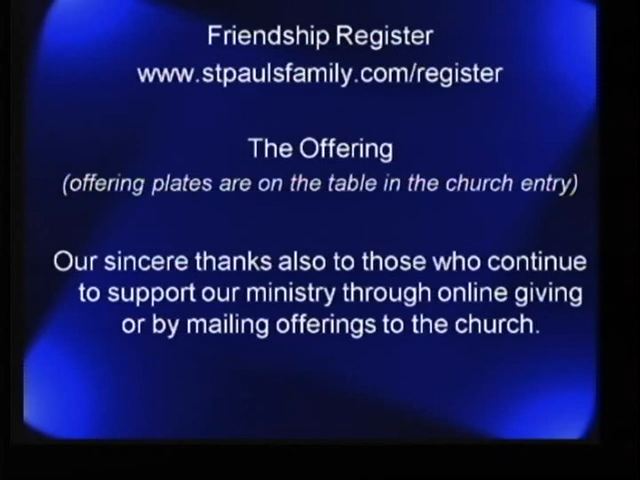 Friendship Register
www.stpaulsfamily.com/register
The Offering
(offering plates are on the table in the church entry)
Our sincere thanks also to those who continue
to support our ministry through online giving
or by mailing offerings to the church.